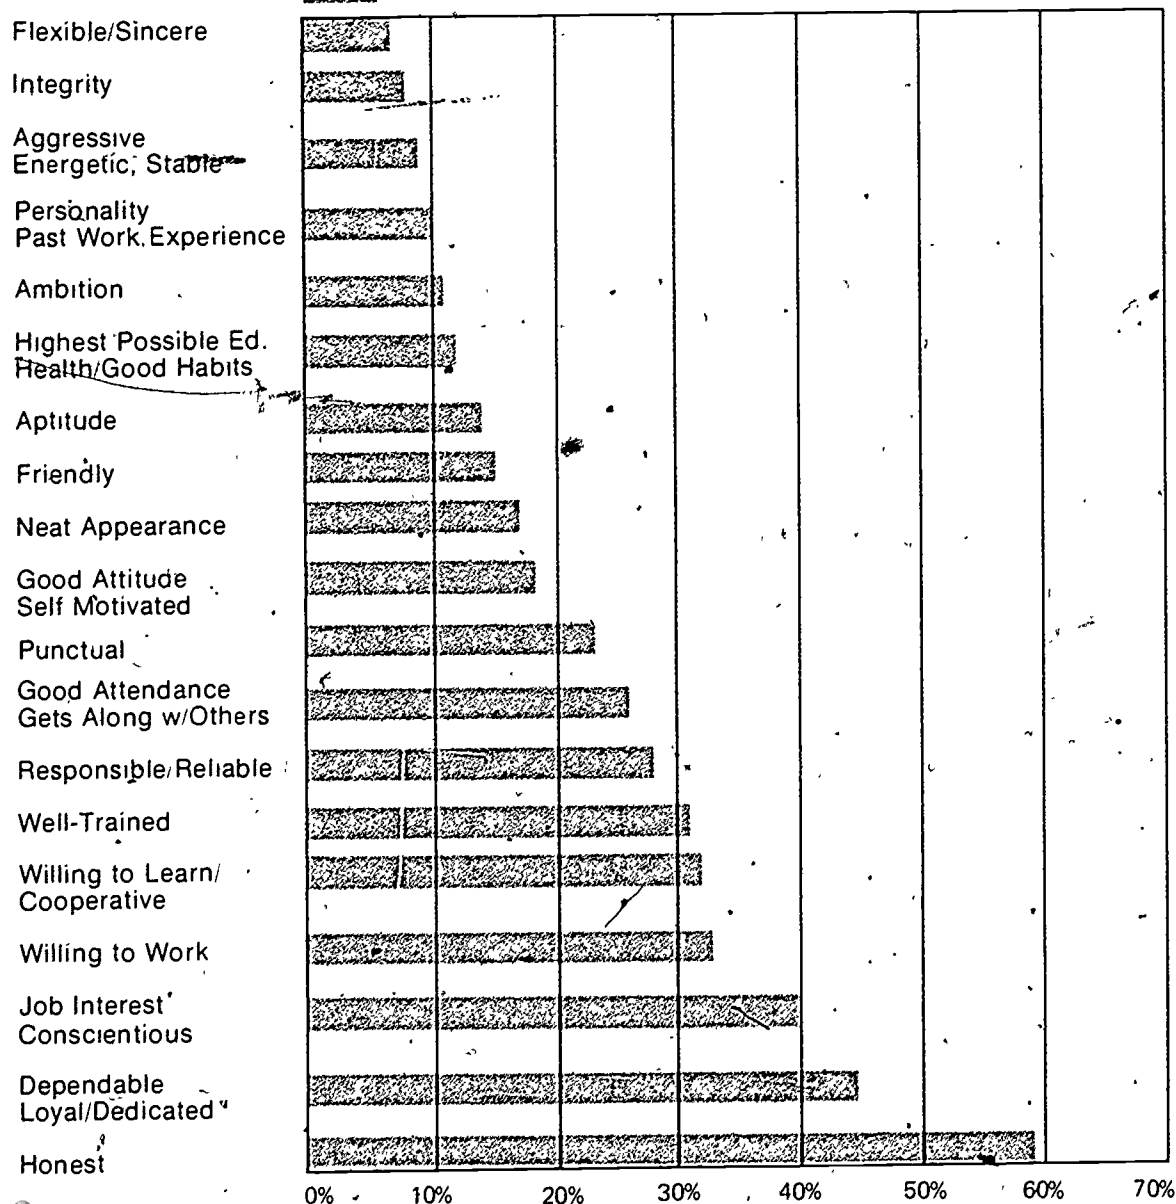 Flexible/Sincere
Integrity
Aggressive
Energetic, Stable
Personality
Past Work Experience
Ambition
Highest Possible Ed.
Health/Good Habits
Aptitude
Friendly
Neat Appearance
Good Attitude
Self Motivated
Punctual
Good Attendance
Gets Along w/Others
Responsible/Reliable
Well-Trained
Willing to Learn/
Cooperative
Willing to Work
Job Interest
Conscientious
Dependable
Loyal/Dedicated
Honest
0% 10% 20% 30% 40% 50% 60% 70%